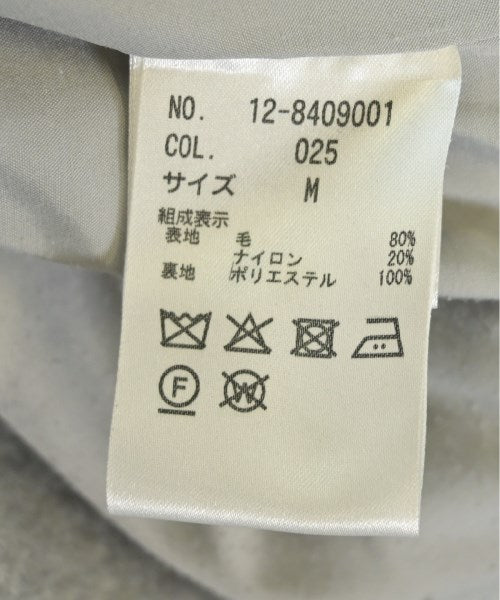 NO. 12-8409001
COL. 025
サイズ M
組成表示
表地 毛 80%
ナイロン 20%
裏地 ポリエステル 100%
F W